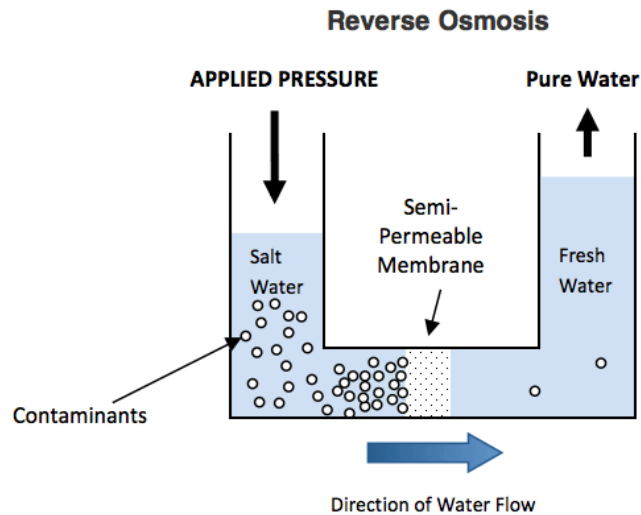 Reverse Osmosis
APPLIED PRESSURE
Pure Water
Semi-
Permeable
Membrane
Salt
Water
Fresh
Water
Contaminants
Direction of Water Flow